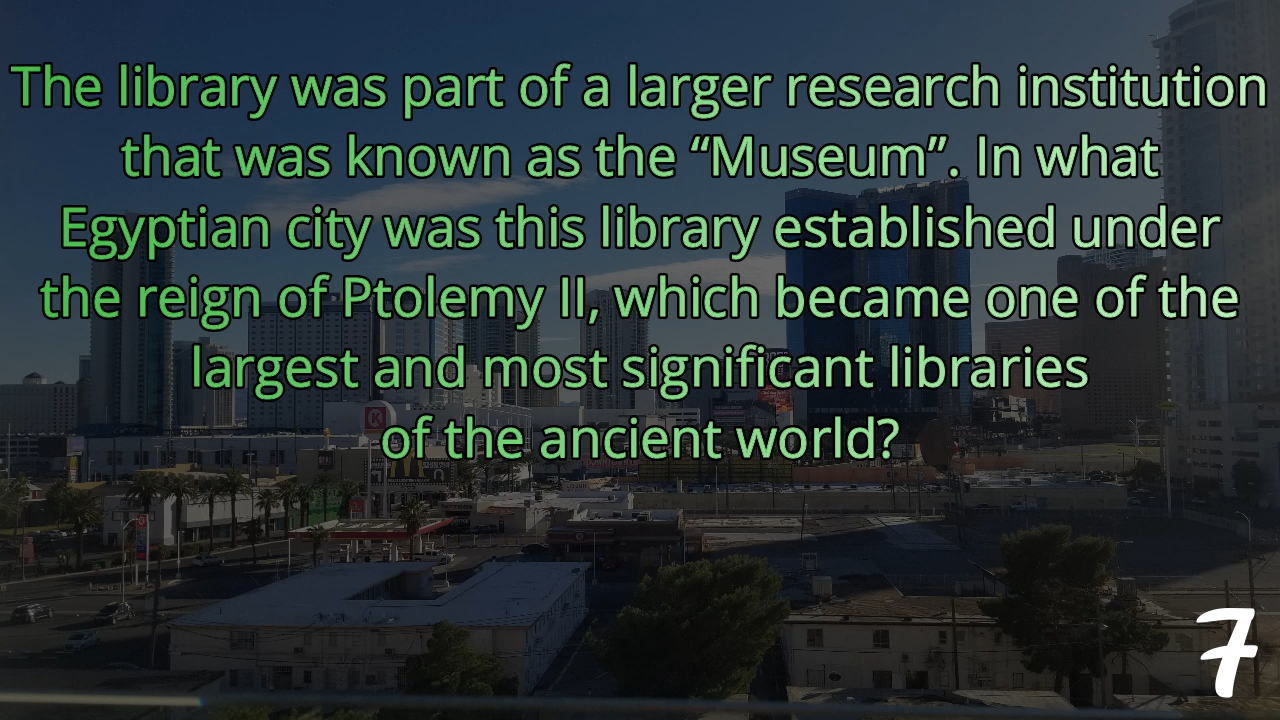 The library was part of a larger research institution
that was known as the “Museum”. In what
Egyptian city was this library established under
the reign of Ptolemy II, which became one of the
largest and most significant libraries
of the ancient world?
7